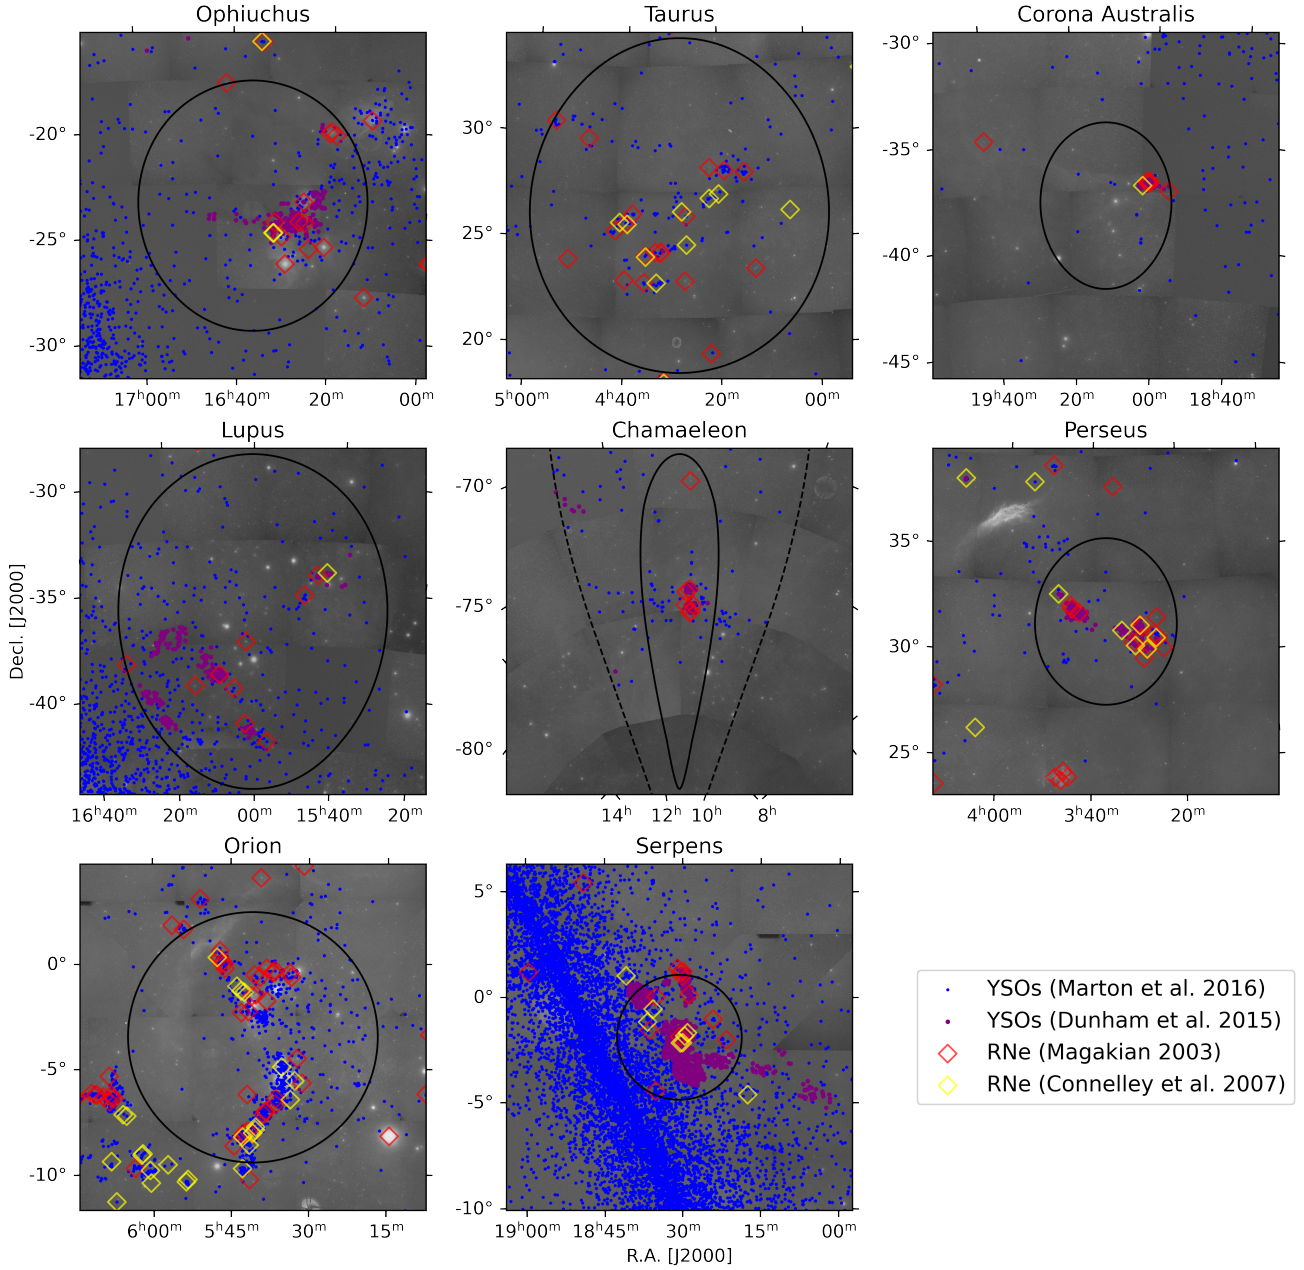 Ophiuchus
-20°
-25°
-30°
17ʰ00ᵐ 16ʰ40ᵐ 20ᵐ 00ᵐ
Taurus
30°
25°
20°
5ʰ00ᵐ 4ʰ40ᵐ 20ᵐ 00ᵐ
Corona Australis
-30°
-35°
-40°
-45°
19ʰ40ᵐ 20ᵐ 00ᵐ 18ʰ40ᵐ
Lupus
-30°
-35°
-40°
16ʰ40ᵐ 20ᵐ 00ᵐ 15ʰ40ᵐ 20ᵐ
Decl. [J2000]
Chamaeleon
-70°
-75°
-80°
14ʰ 12ʰ 10ʰ 8ʰ
Perseus
35°
30°
25°
4ʰ00ᵐ 3ʰ40ᵐ 20ᵐ
Orion
0°
-5°
-10°
6ʰ00ᵐ 5ʰ45ᵐ 30ᵐ 15ᵐ
Serpens
5°
0°
-5°
-10°
19ʰ00ᵐ 18ʰ45ᵐ 30ᵐ 15ᵐ 00ᵐ
R.A. [J2000]
YSOs (Marton et al. 2016)
YSOs (Dunham et al. 2015)
RNe (Magakian 2003)
RNe (Connelley et al. 2007)